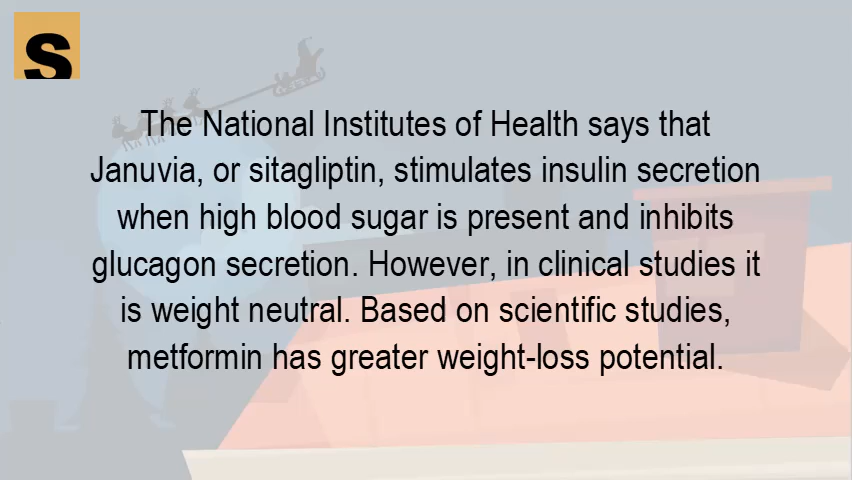 S
The National Institutes of Health says that
Januvia, or sitagliptin, stimulates insulin secretion
when high blood sugar is present and inhibits
glucagon secretion. However, in clinical studies it
is weight neutral. Based on scientific studies,
metformin has greater weight-loss potential.